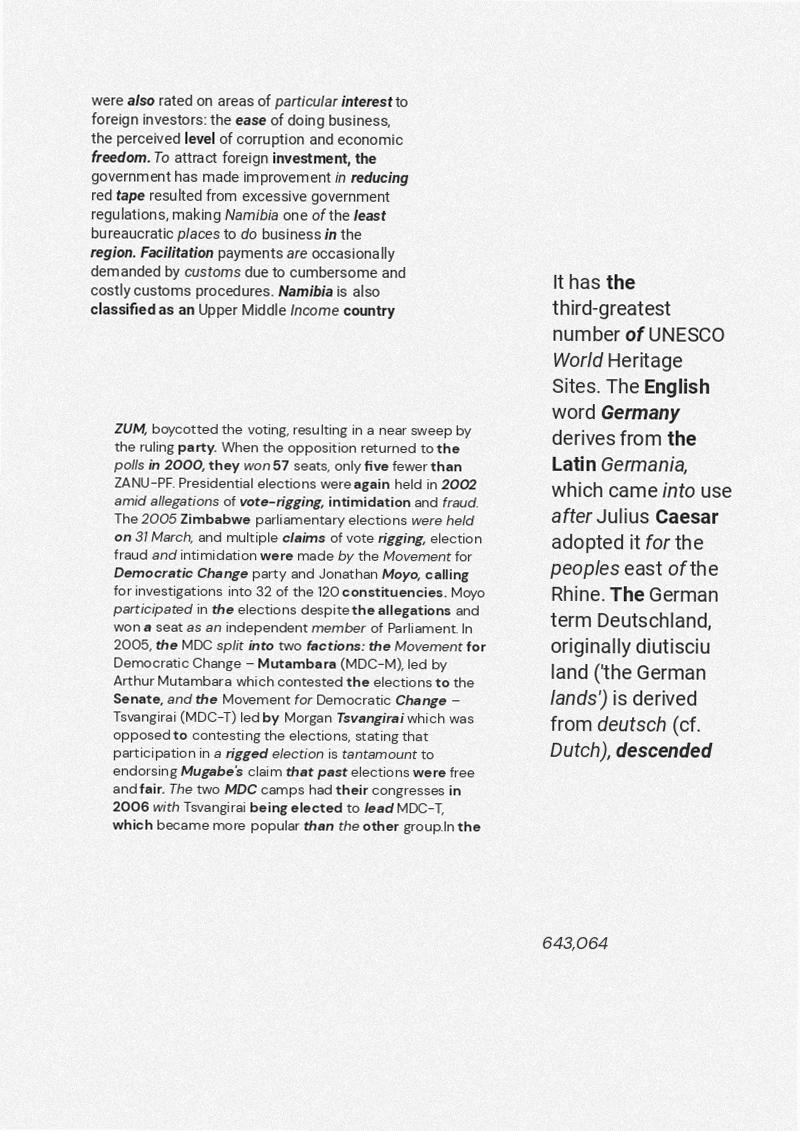 were also rated on areas of particular interest to
foreign investors: the ease of doing business,
the perceived level of corruption and economic
freedom. To attract foreign investment, the
government has made improvement in reducing
red tape resulted from excessive government
regulations, making Namibia one of the least
bureaucratic places to do business in the
region. Facilitation payments are occasionally
demanded by customs due to cumbersome and
costly customs procedures. Namibia is also
classified as an Upper Middle Income country
ZUM, boycotted the voting, resulting in a near sweep by
the ruling party. When the opposition returned to the
polls in 2000, they won 57 seats, only five fewer than
ZANU-PF. Presidential elections were again held in 2002
amid allegations of vote-rigging, intimidation and fraud.
The 2005 Zimbabwe parliamentary elections were held
on 31 March, and multiple claims of vote rigging, election
fraud and intimidation were made by the Movement for
Democratic Change party and Jonathan Moyo, calling
for investigations into 32 of the 120 constituencies. Moyo
participated in the elections despite the allegations and
won a seat as an independent member of Parliament. In
2005, the MDC split into two factions: the Movement for
Democratic Change – Mutambara (MDC-M), led by
Arthur Mutambara which contested the elections to the
Senate, and the Movement for Democratic Change –
Tsvangirai (MDC-T) led by Morgan Tsvangirai which was
opposed to contesting the elections, stating that
participation in a rigged election is tantamount to
endorsing Mugabe's claim that past elections were free
and fair. The two MDC camps had their congresses in
2006 with Tsvangirai being elected to lead MDC-T,
which became more popular than the other group.In the
It has the
third-greatest
number of UNESCO
World Heritage
Sites. The English
word Germany
derives from the
Latin Germania,
which came into use
after Julius Caesar
adopted it for the
peoples east of the
Rhine. The German
term Deutschland,
originally diutisciu
land ('the German
lands') is derived
from deutsch (cf.
Dutch), descended
643,064